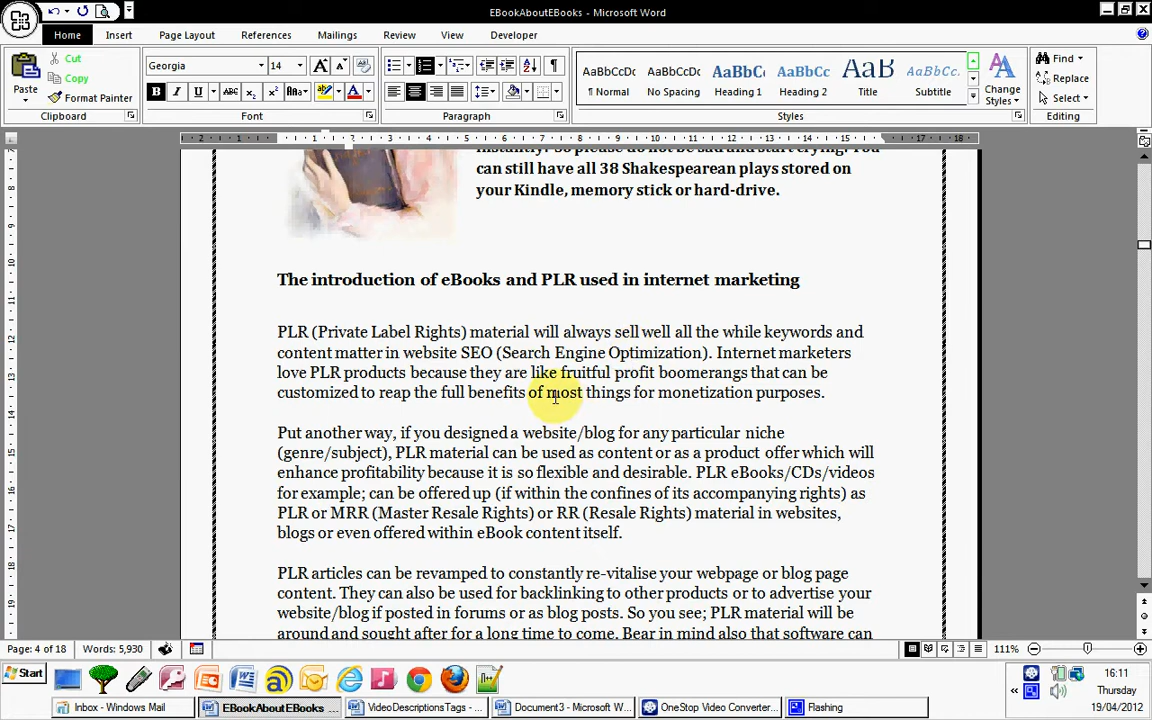 EBookAboutEBooks - Microsoft Word
Home Insert Page Layout References Mailings Review View Developer
Paste
Cut
Copy
Format Painter
Clipboard
Georgia 14
B I U ABC X₂ X² Aa
Font
Paragraph
AaBbCcDc AaBbCcDc AaBbCc AaBbCc AaB AaBbCc
¶ Normal No Spacing Heading 1 Heading 2 Title Subtitle
Change Styles
Styles
Find
Replace
Select
Editing
can still have all 38 Shakespearean plays stored on
your Kindle, memory stick or hard-drive.
The introduction of eBooks and PLR used in internet marketing
PLR (Private Label Rights) material will always sell well all the while keywords and
content matter in website SEO (Search Engine Optimization). Internet marketers
love PLR products because they are like fruitful profit boomerangs that can be
customized to reap the full benefits of most things for monetization purposes.
Put another way, if you designed a website/blog for any particular niche
(genre/subject), PLR material can be used as content or as a product offer which will
enhance profitability because it is so flexible and desirable. PLR eBooks/CDs/videos
for example; can be offered up (if within the confines of its accompanying rights) as
PLR or MRR (Master Resale Rights) or RR (Resale Rights) material in websites,
blogs or even offered within eBook content itself.
PLR articles can be revamped to constantly re-vitalise your webpage or blog page
content. They can also be used for backlinking to other products or to advertise your
website/blog if posted in forums or as blog posts. So you see; PLR material will be
around and sought after for a long time to come. Bear in mind also that software can
Page: 4 of 18 Words: 5,930 111%
Start 16:11
Thursday
19/04/2012
Inbox - Windows Mail EBookAboutEBooks ... VideoDescriptionsTags - ... Document3 - Microsoft W... OneStop Video Converter... Flashing